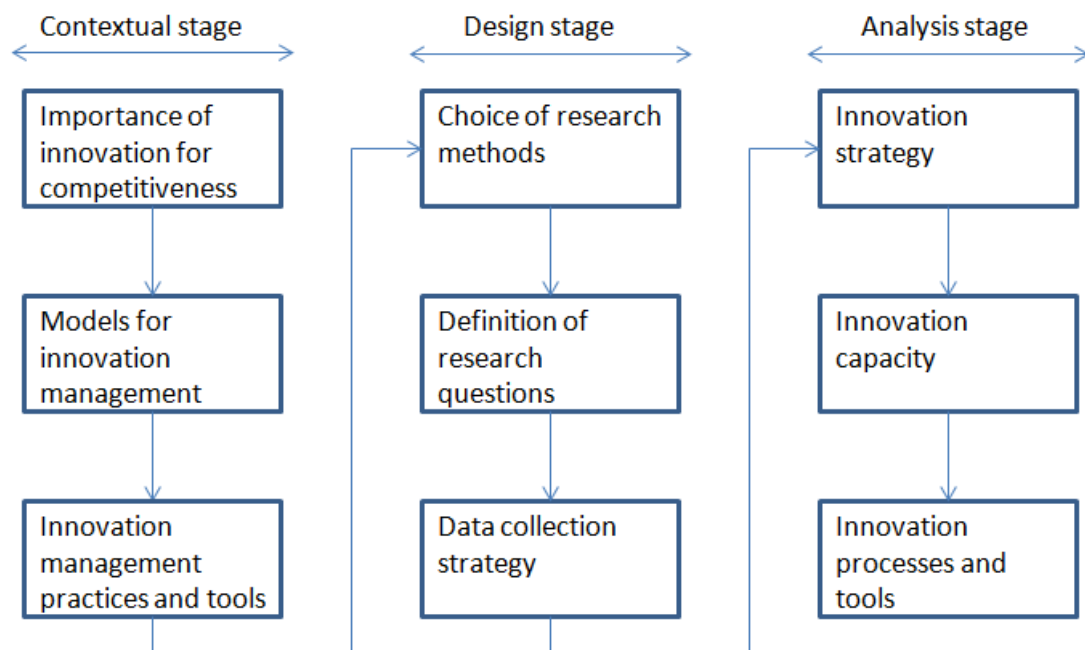 Contextual stage
Design stage
Analysis stage
Importance of
innovation for
competitiveness
Models for
innovation
management
Innovation
management
practices and tools
Choice of research
methods
Definition of
research
questions
Data collection
strategy
Innovation
strategy
Innovation
capacity
Innovation
processes and
tools